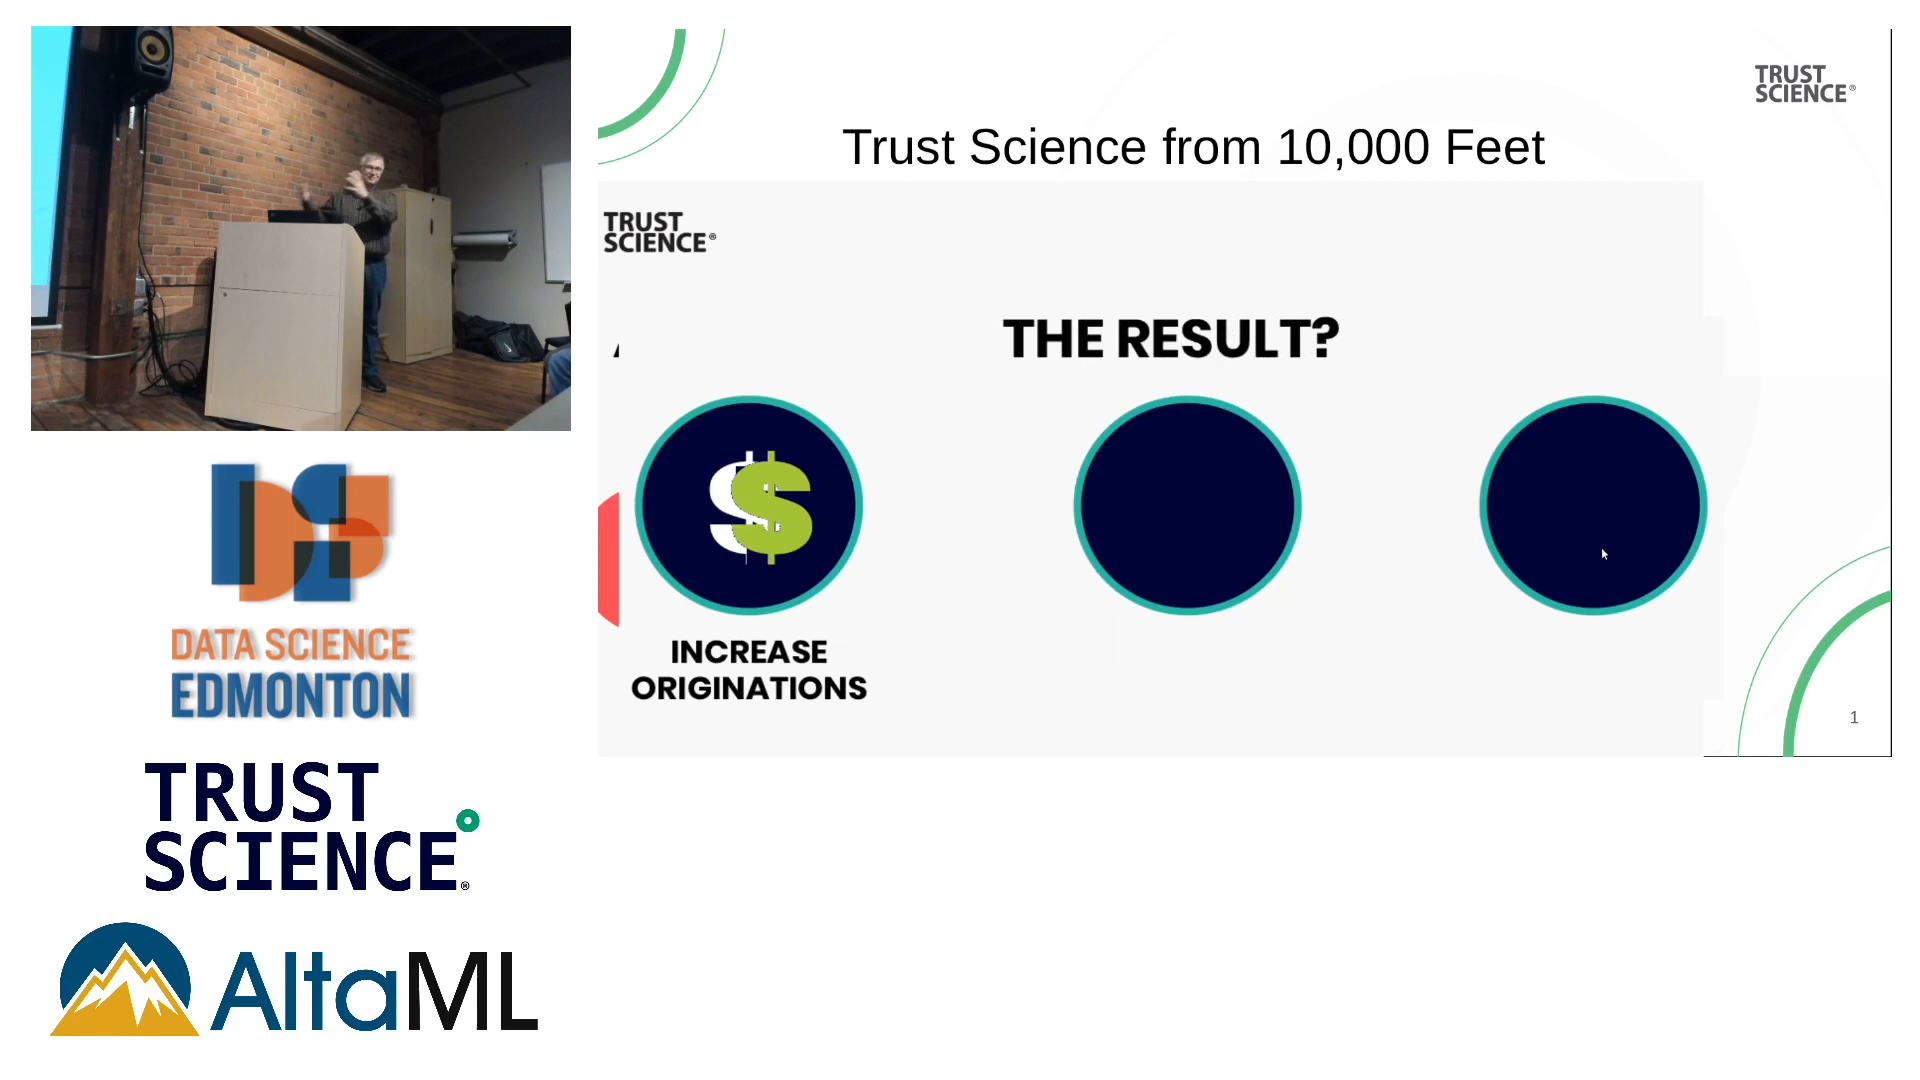 TRUST
SCIENCE®
Trust Science from 10,000 Feet
TRUST
SCIENCE®
THE RESULT?
$ $
INCREASE
ORIGINATIONS
1
DATA SCIENCE
EDMONTON
TRUST
SCIENCE®
AltaML